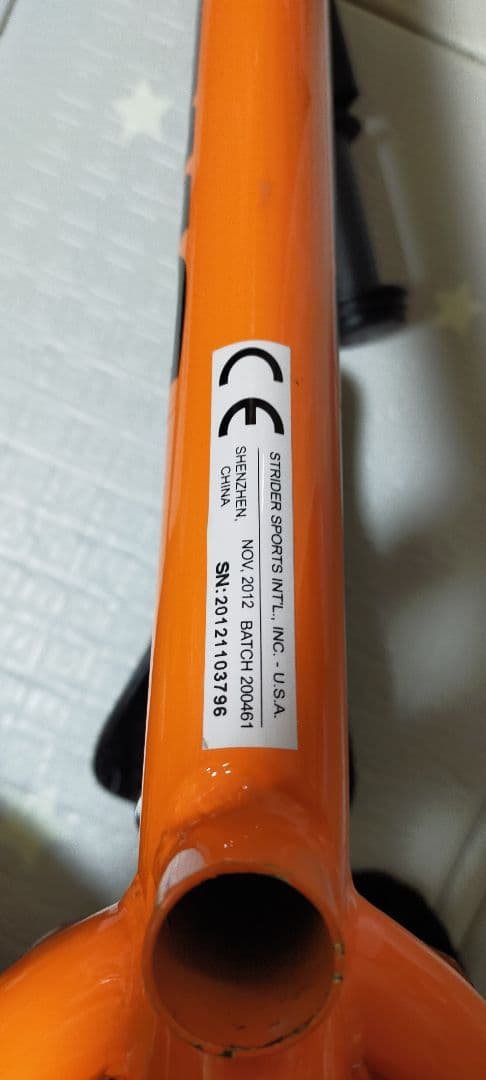 CE
STRIDER SPORTS INT'L., INC. - U.S.A.
SHENZHEN, NOV, 2012 BATCH 200461
CHINA
SN:20121103796